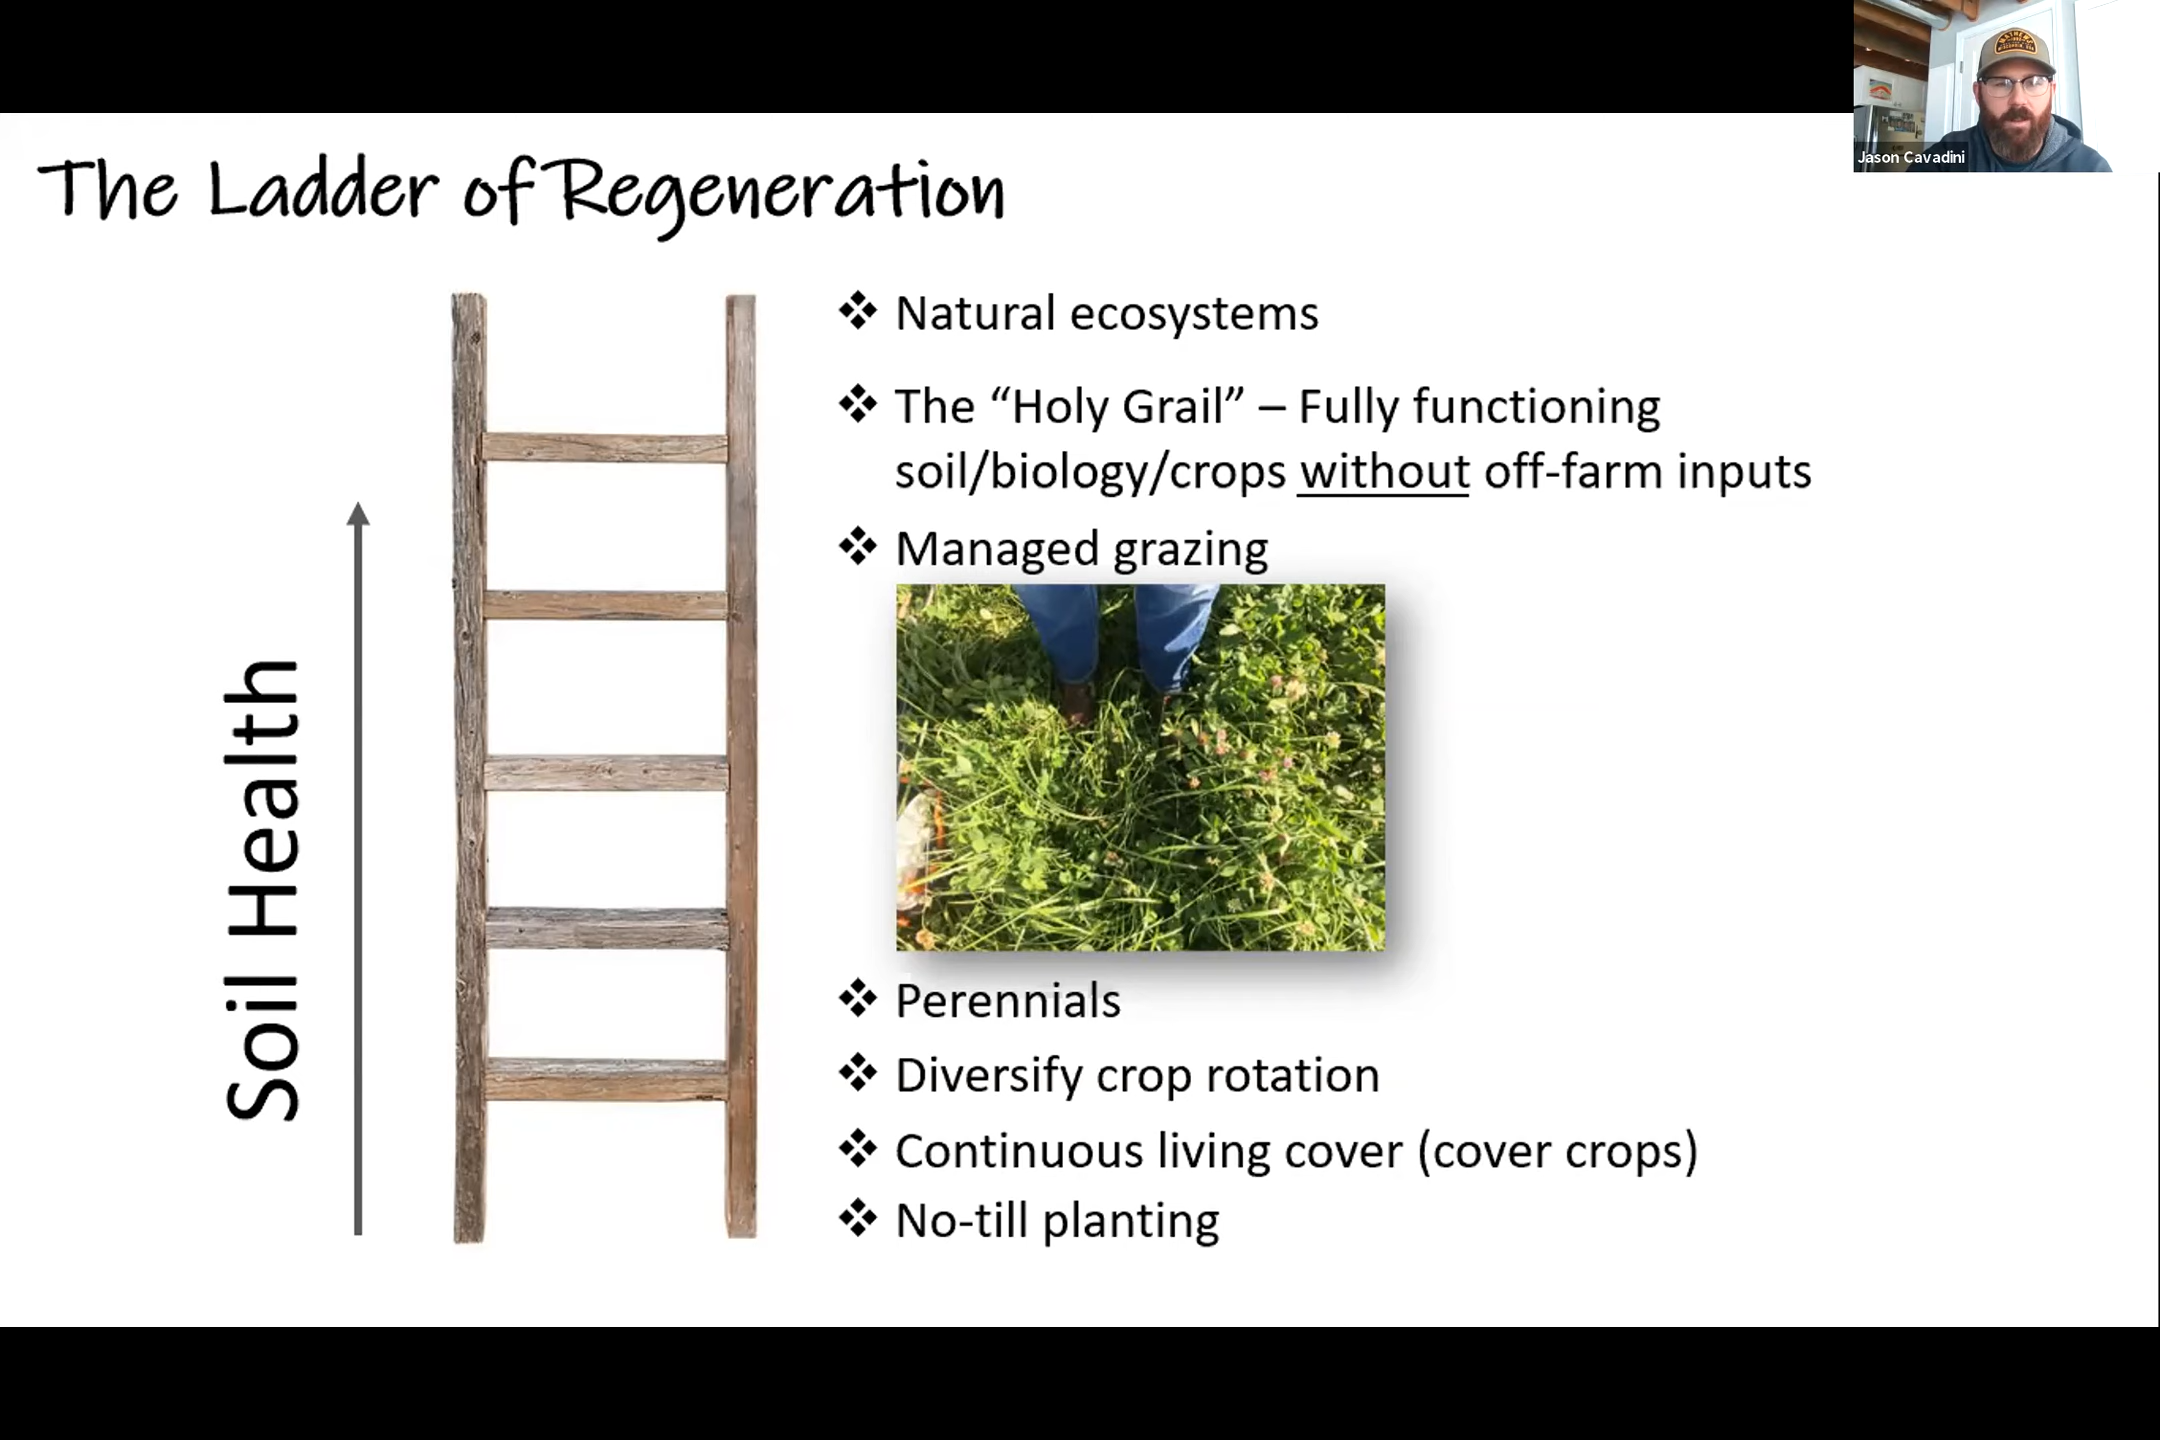 Jason Cavadini
The Ladder of Regeneration
Natural ecosystems
The “Holy Grail” – Fully functioning
soil/biology/crops without off-farm inputs
Managed grazing
Soil Health
Perennials
Diversify crop rotation
Continuous living cover (cover crops)
No-till planting